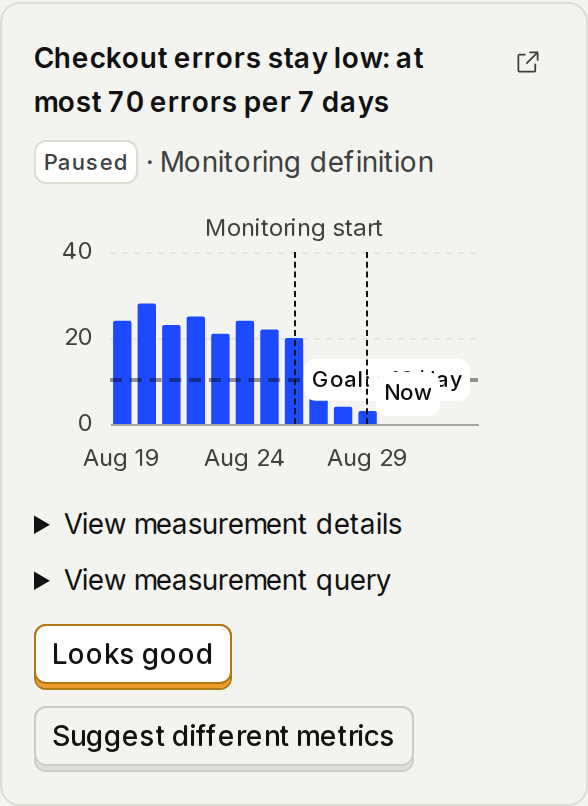 Checkout errors stay low: at
most 70 errors per 7 days
Paused · Monitoring definition
Monitoring start
40
20
0
Goal:
Now
Aug 19
Aug 24
Aug 29
View measurement details
View measurement query
Looks good
Suggest different metrics